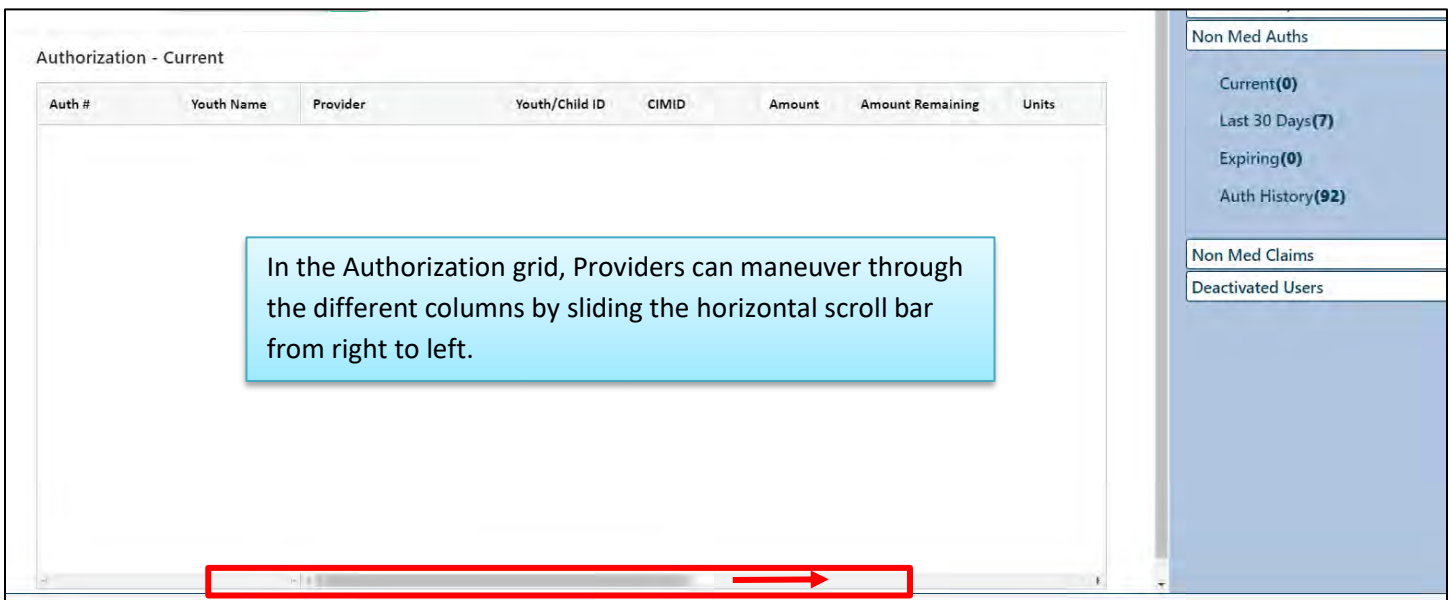 Authorization - Current
Auth # Youth Name Provider Youth/Child ID CIMID Amount Amount Remaining Units
In the Authorization grid, Providers can maneuver through
the different columns by sliding the horizontal scroll bar
from right to left.
Non Med Auths
Current(0)
Last 30 Days(7)
Expiring(0)
Auth History(92)
Non Med Claims
Deactivated Users